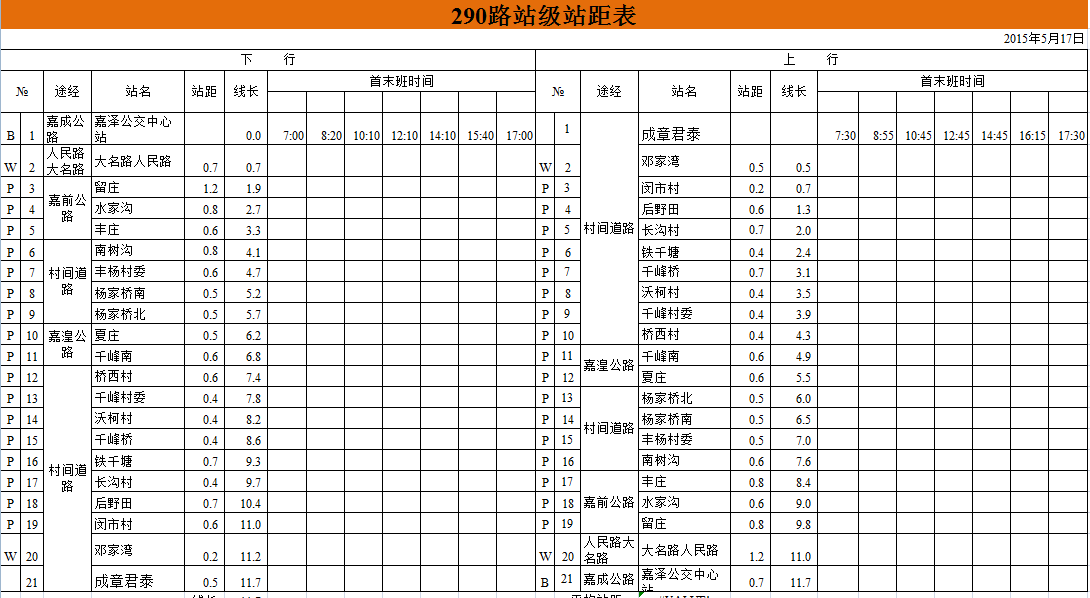 290路站级站距表
2015年5月17日
下 行 上 行
№ 途经 站名 站距 线长 首末班时间 № 途经 站名 站距 线长 首末班时间
B 1 嘉成公路 嘉泽公交中心站 0.0 7:00 8:20 10:10 12:10 14:10 15:40 17:00 1 成章君泰 7:30 8:55 10:45 12:45 14:45 16:15 17:30
W 2 人民路大名路 大名路人民路 0.7 0.7 W 2 邓家湾 0.5 0.5
P 3 嘉前公路 留庄 1.2 1.9 P 3 村间道路 闵市村 0.2 0.7
P 4 水家沟 0.8 2.7 P 4 后野田 0.6 1.3
P 5 丰庄 0.6 3.3 P 5 长沟村 0.7 2.0
P 6 村间道路 南树沟 0.8 4.1 P 6 铁千塘 0.4 2.4
P 7 丰杨村委 0.6 4.7 P 7 千峰桥 0.7 3.1
P 8 杨家桥南 0.5 5.2 P 8 沃柯村 0.4 3.5
P 9 杨家桥北 0.5 5.7 P 9 千峰村委 0.4 3.9
P 10 嘉湟公路 夏庄 0.5 6.2 P 10 桥西村 0.4 4.3
P 11 千峰南 0.6 6.8 P 11 嘉湟公路 千峰南 0.6 4.9
P 12 村间道路 桥西村 0.6 7.4 P 12 夏庄 0.6 5.5
P 13 千峰村委 0.4 7.8 P 13 村间道路 杨家桥北 0.5 6.0
P 14 沃柯村 0.4 8.2 P 14 杨家桥南 0.5 6.5
P 15 千峰桥 0.4 8.6 P 15 丰杨村委 0.5 7.0
P 16 铁千塘 0.7 9.3 P 16 南树沟 0.6 7.6
P 17 长沟村 0.4 9.7 P 17 嘉前公路 丰庄 0.8 8.4
P 18 后野田 0.7 10.4 P 18 水家沟 0.6 9.0
P 19 闵市村 0.6 11.0 P 19 留庄 0.8 9.8
W 20 邓家湾 0.2 11.2 W 20 人民路大名路 大名路人民路 1.2 11.0
21 成章君泰 0.5 11.7 B 21 嘉成公路 嘉泽公交中心站 0.7 11.7